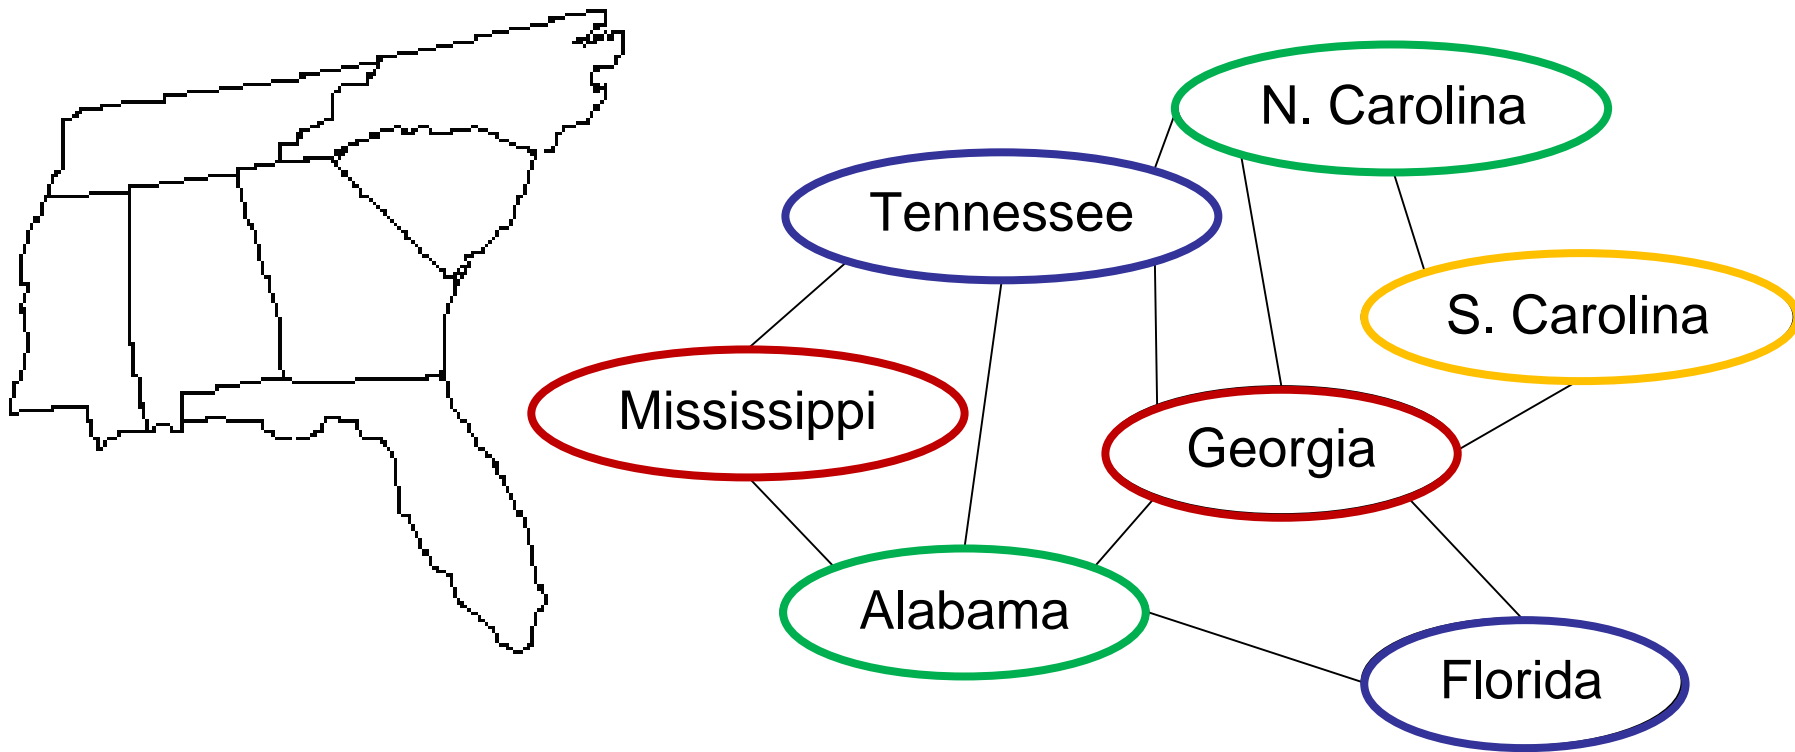 N. Carolina
Tennessee
S. Carolina
Mississippi
Georgia
Alabama
Florida